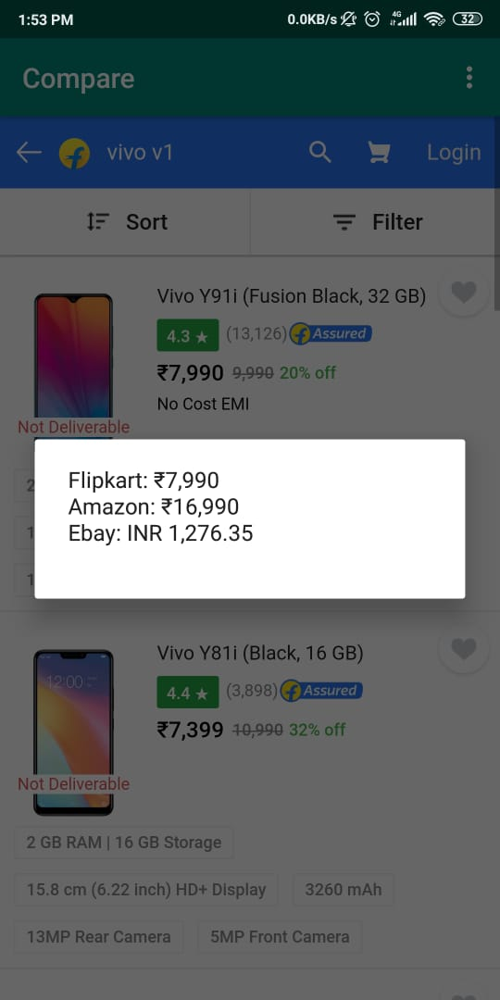 1:53 PM 0.0KB/s 4G 32
Compare
vivo v1 Login
Sort Filter
Vivo Y91i (Fusion Black, 32 GB)
4.3 ★ (13,126) Assured
₹7,990 9,990 20% off
No Cost EMI
Not Deliverable
2
1
1
Flipkart: ₹7,990
Amazon: ₹16,990
Ebay: INR 1,276.35
Vivo Y81i (Black, 16 GB)
4.4 ★ (3,898) Assured
₹7,399 10,990 32% off
12:00
Not Deliverable
2 GB RAM | 16 GB Storage
15.8 cm (6.22 inch) HD+ Display 3260 mAh
13MP Rear Camera 5MP Front Camera